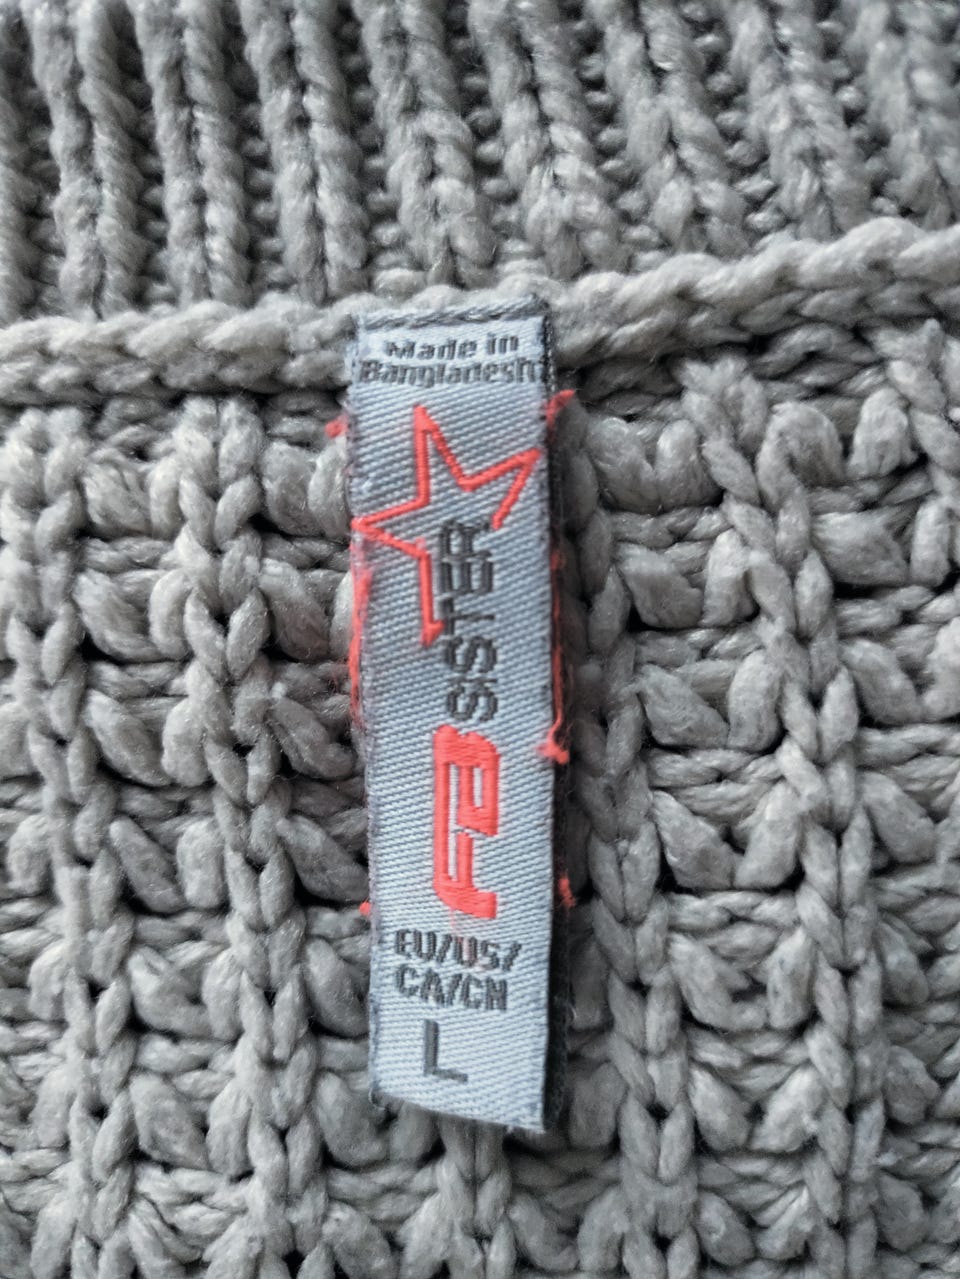 Made in
Bangladesh
FB
SISTER
EU/US/
CA/CN
L